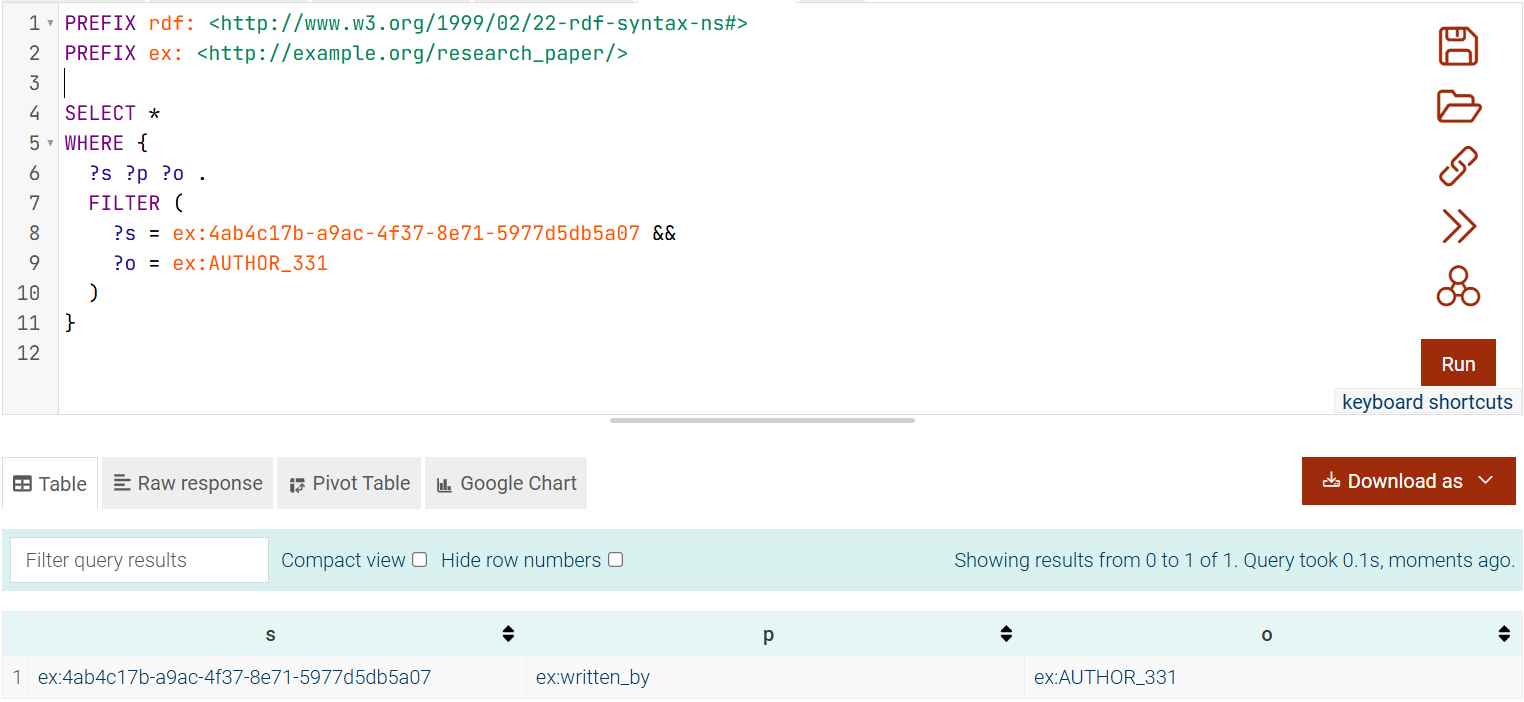 1 PREFIX rdf: <http://www.w3.org/1999/02/22-rdf-syntax-ns#>
2 PREFIX ex: <http://example.org/research_paper/>
3
4 SELECT *
5 WHERE {
6 ?s ?p ?o .
7 FILTER (
8 ?s = ex:4ab4c17b-a9ac-4f37-8e71-5977d5db5a07 &&
9 ?o = ex:AUTHOR_331
10 )
11 }
12
Run
keyboard shortcuts
Table Raw response Pivot Table Google Chart Download as
Filter query results Compact view Hide row numbers Showing results from 0 to 1 of 1. Query took 0.1s, moments ago.
s p o
1 ex:4ab4c17b-a9ac-4f37-8e71-5977d5db5a07 ex:written_by ex:AUTHOR_331